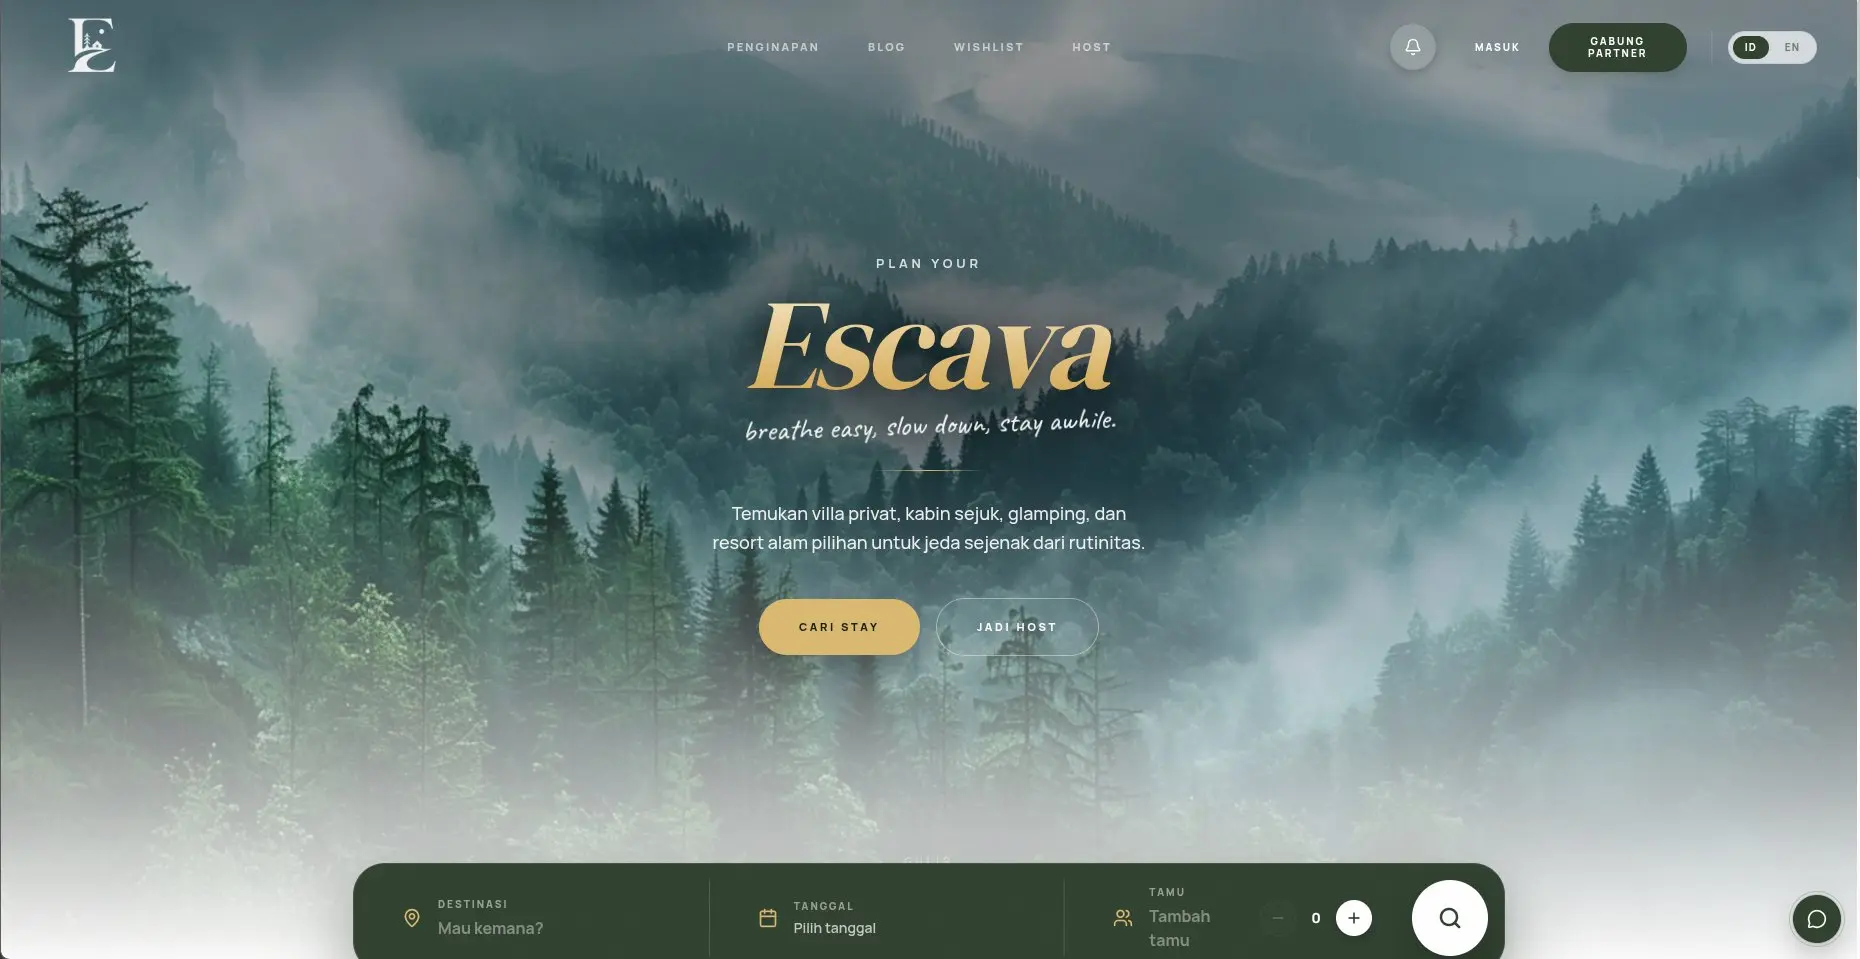 PENGINAPAN
BLOG
WISHLIST
HOST
MASUK
GABUNG
PARTNER
ID
EN
PLAN YOUR
Escava
breathe easy, slow down, stay awhile.
Temukan villa privat, kabin sejuk, glamping, dan
resort alam pilihan untuk jeda sejenak dari rutinitas.
CARI STAY
JADI HOST
DESTINASI
Mau kemana?
TANGGAL
Pilih tanggal
TAMU
Tambah
tamu
0